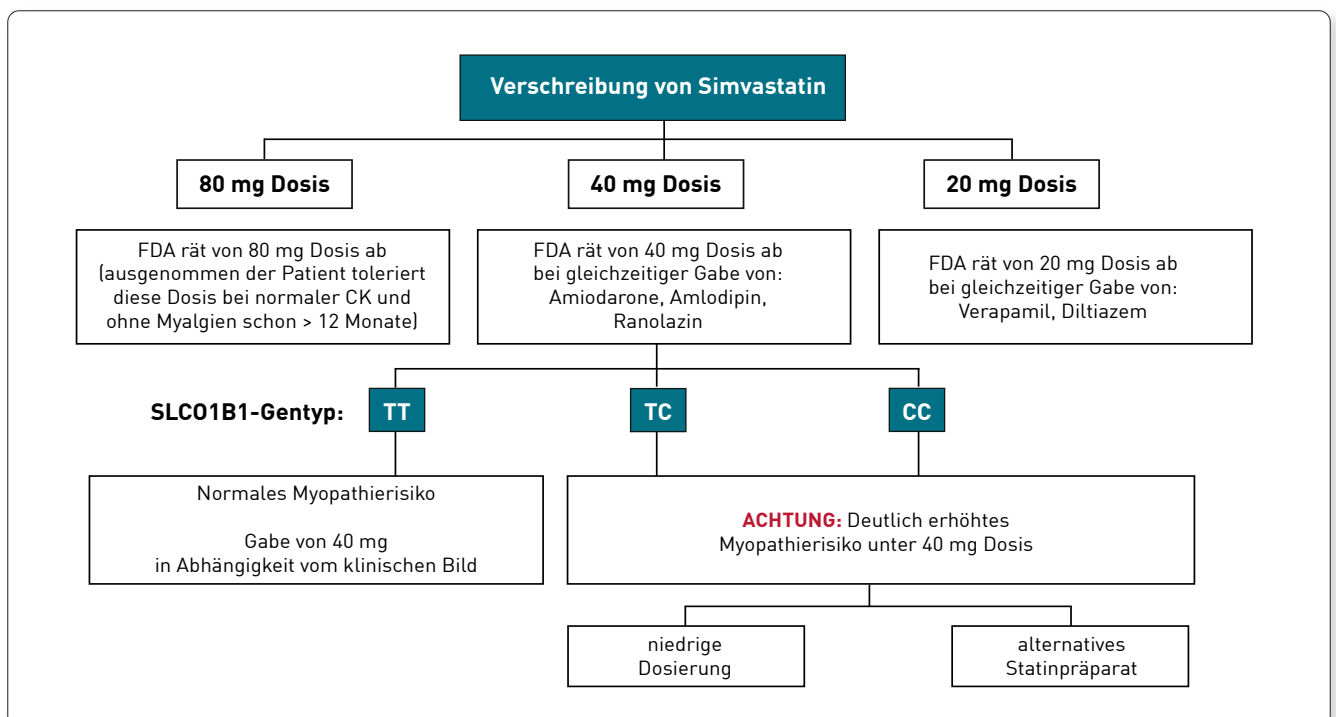 Verschreibung von Simvastatin
80 mg Dosis
40 mg Dosis
20 mg Dosis
FDA rät von 80 mg Dosis ab
(ausgenommen der Patient toleriert
diese Dosis bei normaler CK und
ohne Myalgien schon > 12 Monate)
FDA rät von 40 mg Dosis ab
bei gleichzeitiger Gabe von:
Amiodarone, Amlodipin,
Ranolazin
FDA rät von 20 mg Dosis ab
bei gleichzeitiger Gabe von:
Verapamil, Diltiazem
SLCO1B1-Gentyp:
TT
TC
CC
Normales Myopathierisiko
Gabe von 40 mg
in Abhängigkeit vom klinischen Bild
ACHTUNG: Deutlich erhöhtes
Myopathierisiko unter 40 mg Dosis
niedrige
Dosierung
alternatives
Statinpräparat